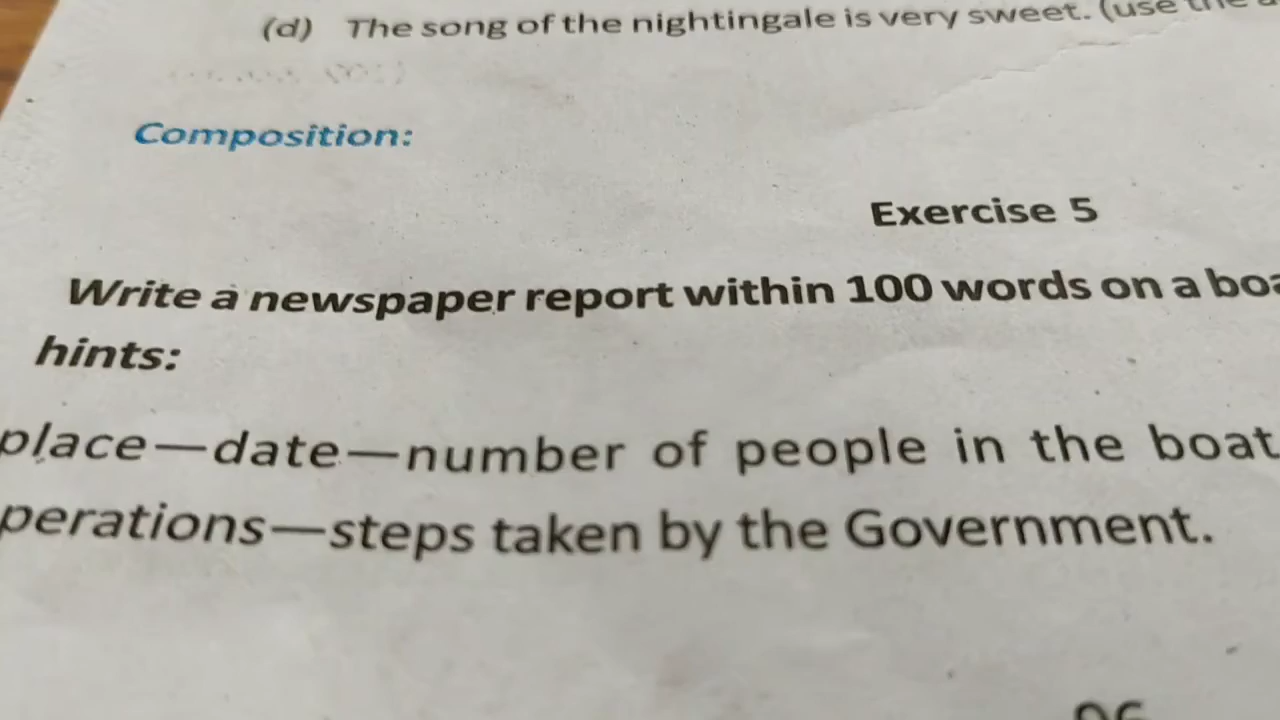 (d) The song of the nightingale is very sweet. (use the
Composition:
Exercise 5
Write a newspaper report within 100 words on a
hints:
place—date—number of people in the boat
perations—steps taken by the Government.